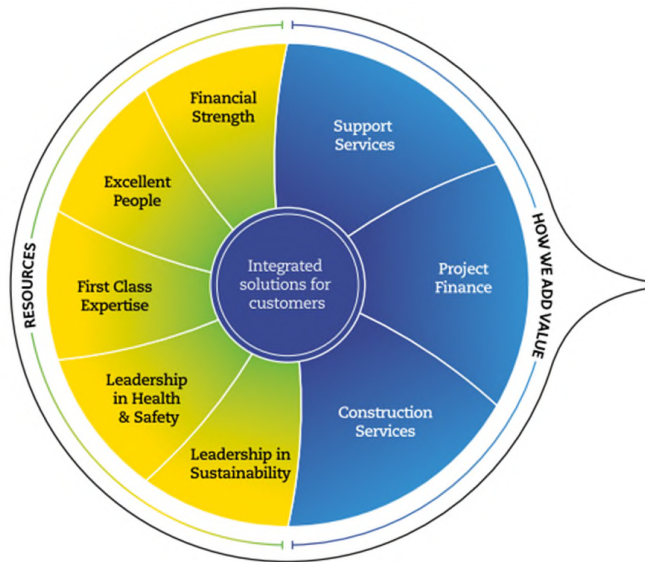 Financial
Strength
Support
Services
Excellent
People
Integrated
solutions for
customers
Project
Finance
First Class
Expertise
Leadership
in Health
& Safety
Construction
Services
Leadership in
Sustainability
RESOURCES
HOW WE ADD VALUE